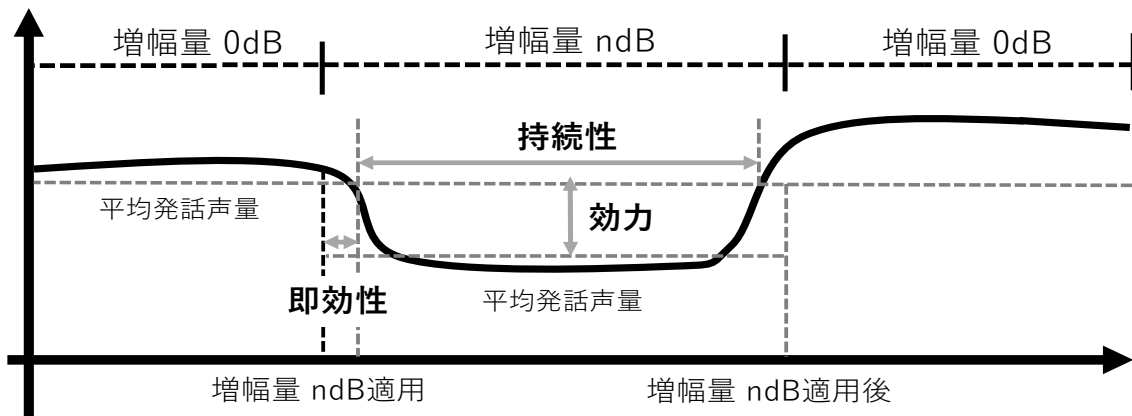 増幅量 0dB
増幅量 ndB
増幅量 0dB
持続性
平均発話声量
効力
即効性
平均発話声量
増幅量 ndB適用
増幅量 ndB適用後